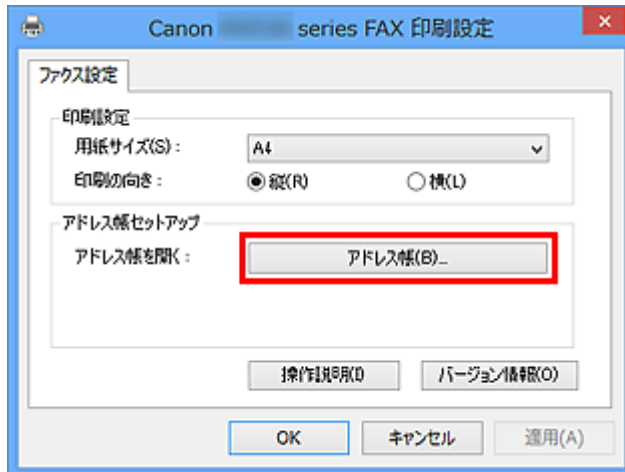 Canon series FAX 印刷設定
ファクス設定
印刷設定
用紙サイズ(S)： A4
印刷の向き： 縦(R) 横(L)
アドレス帳セットアップ
アドレス帳を開く： アドレス帳(B)...
操作説明(I) バージョン情報(O)
OK キャンセル 適用(A)